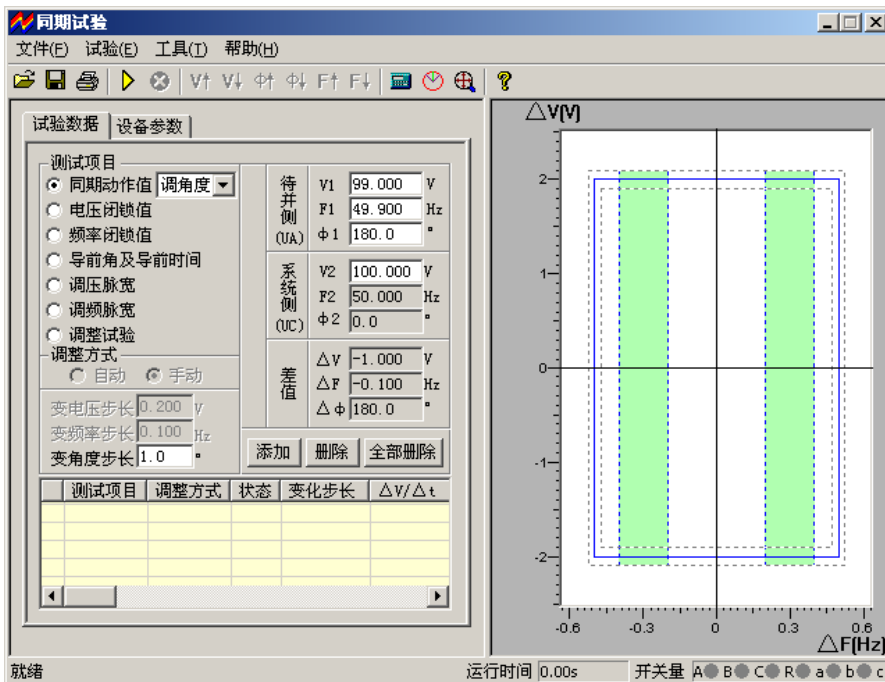 同期试验
文件(F) 试验(E) 工具(T) 帮助(H)
V↑ V↓ Φ↑ Φ↓ F↑ F↓
试验数据 设备参数
测试项目
同期动作值 调角度
电压闭锁值
频率闭锁值
导前角及导前时间
调压脉宽
调频脉宽
调整试验
调整方式
自动 手动
变电压步长 0.200 V
变频率步长 0.100 Hz
变角度步长 1.0 °
待并侧(UA)
V1 99.000 V
F1 49.900 Hz
Φ1 180.0 °
系统侧(UC)
V2 100.000 V
F2 50.000 Hz
Φ2 0.0 °
差值
△V -1.000 V
△F -0.100 Hz
△Φ 180.0 °
添加 删除 全部删除
测试项目 调整方式 状态 变化步长 △V/△t
△V(V)
2
1
0
-1
-2
-0.6 -0.3 0 0.3 0.6
△F(Hz)
就绪 运行时间 0.00s 开关量 A B C R a b c